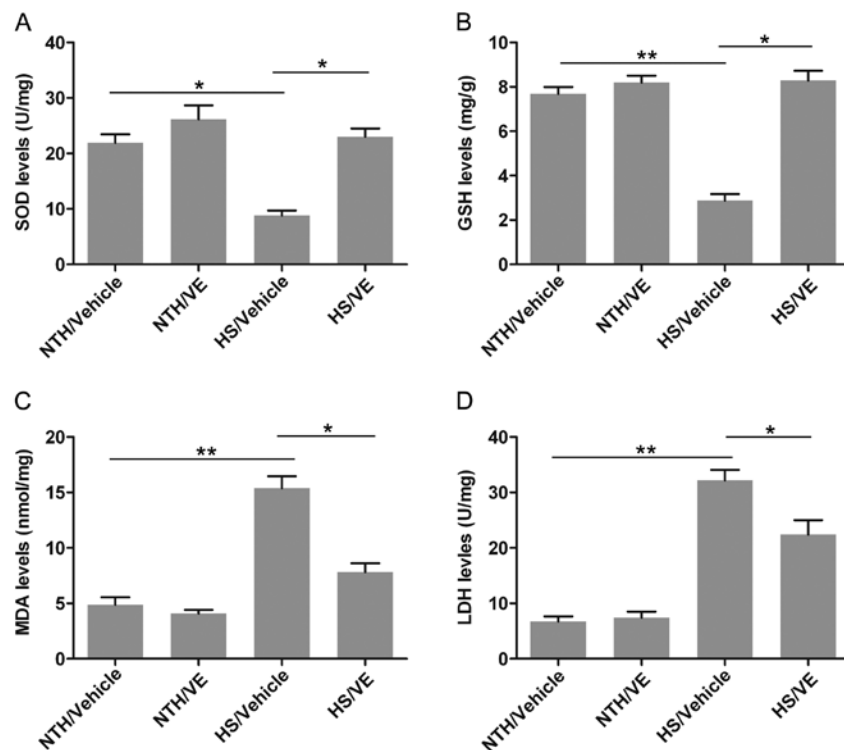 A
SOD levels (U/mg)
40
30
20
10
0
*
*
NTH/Vehicle
NTH/VE
HS/Vehicle
HS/VE
B
GSH levels (mg/g)
10
8
6
4
2
0
**
*
NTH/Vehicle
NTH/VE
HS/Vehicle
HS/VE
C
MDA levels (nmol/mg)
20
15
10
5
0
**
*
NTH/Vehicle
NTH/VE
HS/Vehicle
HS/VE
D
LDH levles (U/mg)
40
30
20
10
0
**
*
NTH/Vehicle
NTH/VE
HS/Vehicle
HS/VE